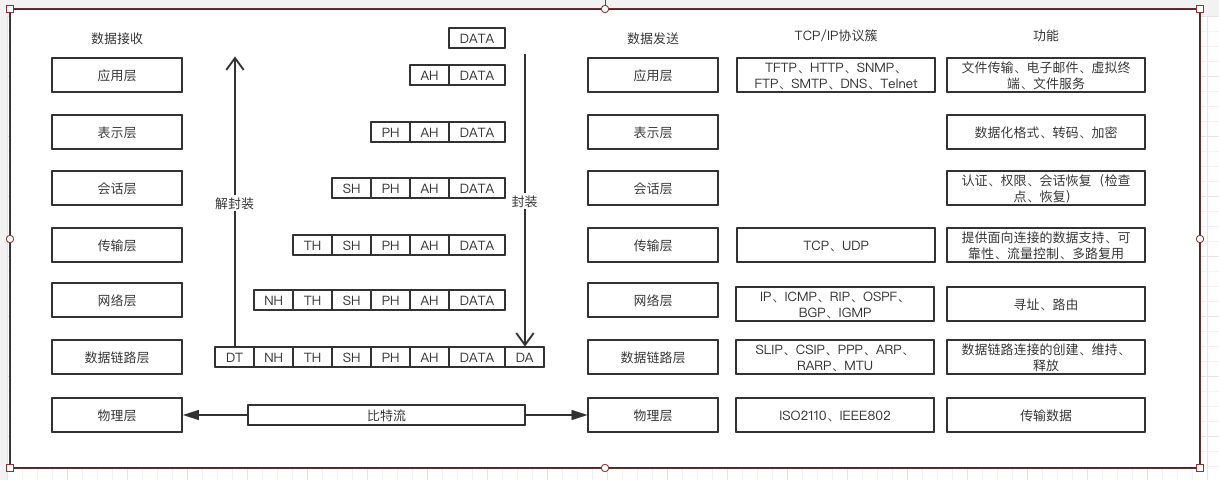 数据接收
DATA
数据发送
TCP/IP协议簇
功能
应用层
AH DATA
应用层
TFTP、HTTP、SNMP、
FTP、SMTP、DNS、Telnet
文件传输、电子邮件、虚拟终
端、文件服务
表示层
PH AH DATA
表示层
数据化格式、转码、加密
会话层
SH PH AH DATA
会话层
认证、权限、会话恢复（检查
点、恢复）
解封装
封装
传输层
TH SH PH AH DATA
传输层
TCP、UDP
提供面向连接的数据支持、可
靠性、流量控制、多路复用
网络层
NH TH SH PH AH DATA
网络层
IP、ICMP、RIP、OSPF、
BGP、IGMP
寻址、路由
数据链路层
DT NH TH SH PH AH DATA DA
数据链路层
SLIP、CSIP、PPP、ARP、
RARP、MTU
数据链路连接的创建、维持、
释放
物理层
比特流
物理层
ISO2110、IEEE802
传输数据